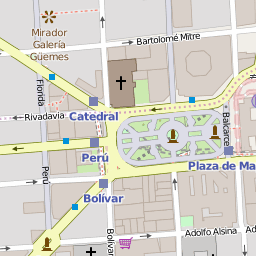 Mirador
Galería
Güemes
Bartolomé Mitre
Florida
Rivadavia
Catedral
Balcarce
Perú
Plaza de Ma
Perú
Bolívar
Bolívar
Adolfo Alsina